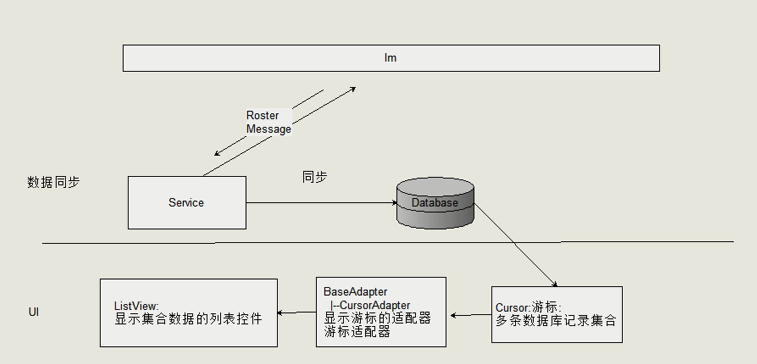 Im
Roster
Message
数据同步
Service
同步
Database
UI
ListView:
显示集合数据的列表控件
BaseAdapter
|--CursorAdapter
显示游标的适配器
游标适配器
Cursor:游标:
多条数据库记录集合